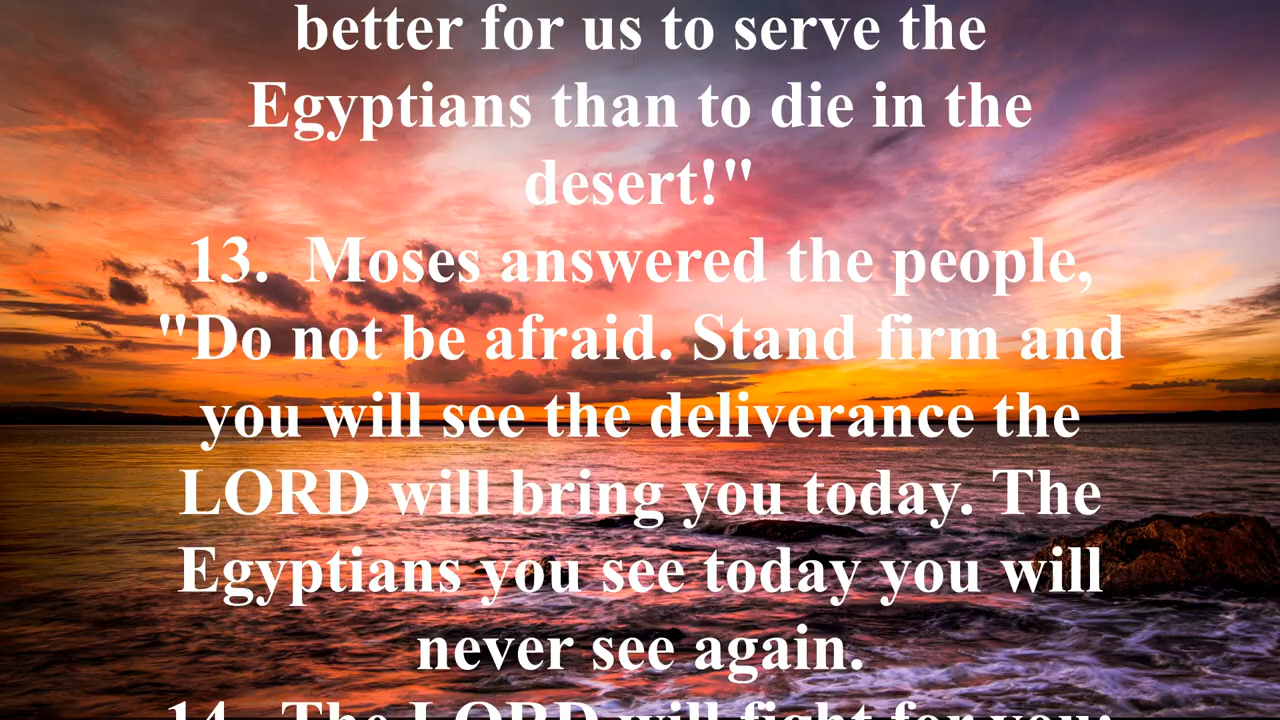 better for us to serve the
Egyptians than to die in the
desert!"
13.  Moses answered the people,
"Do not be afraid. Stand firm and
you will see the deliverance the
LORD will bring you today. The
Egyptians you see today you will
never see again.
14.  The LORD will fight for you;